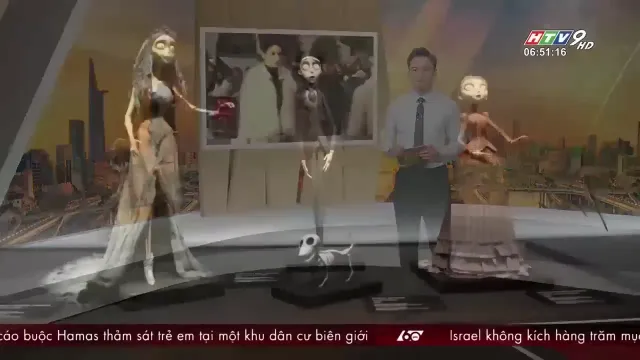 HTV9 HD
06:51:16
cáo buộc Hamas thảm sát trẻ em tại một khu dân cư biên giới 60 Israel không kích hàng trăm mục